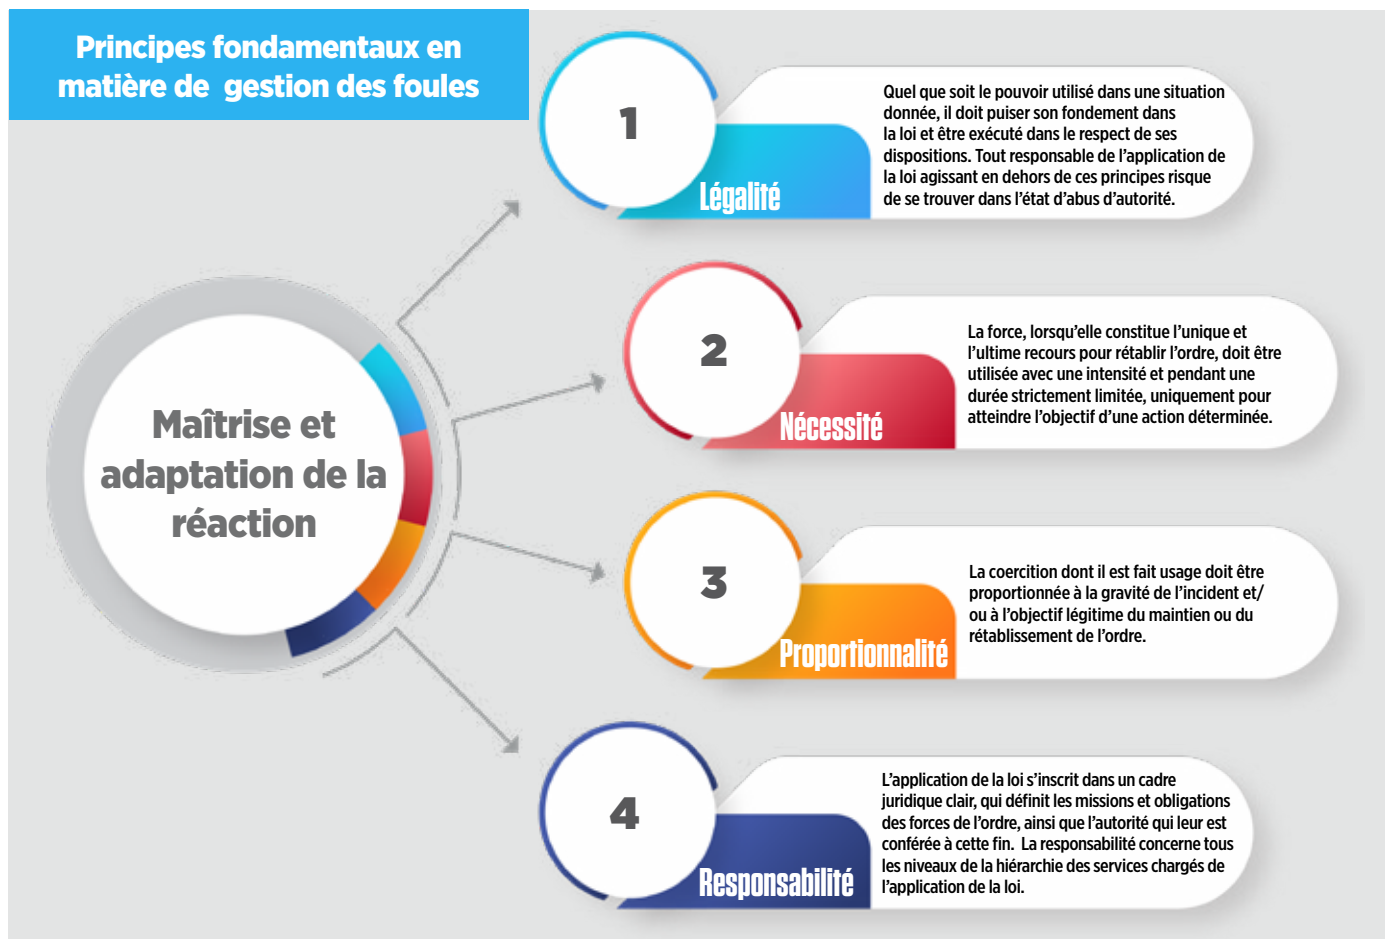 Principes fondamentaux en
matière de gestion des foules
1
Légalité
Quel que soit le pouvoir utilisé dans une situation
donnée, il doit puiser son fondement dans
la loi et être exécuté dans le respect de ses
dispositions. Tout responsable de l'application de
la loi agissant en dehors de ces principes risque
de se trouver dans l'état d'abus d'autorité.
Maîtrise et
adaptation de la
réaction
2
Nécessité
La force, lorsqu'elle constitue l'unique et
l'ultime recours pour rétablir l'ordre, doit être
utilisée avec une intensité et pendant une
durée strictement limitée, uniquement pour
atteindre l'objectif d'une action déterminée.
3
Proportionnalité
La coercition dont il est fait usage doit être
proportionnée à la gravité de l'incident et/
ou à l'objectif légitime du maintien ou du
rétablissement de l'ordre.
4
Responsabilité
L'application de la loi s'inscrit dans un cadre
juridique clair, qui définit les missions et obligations
des forces de l'ordre, ainsi que l'autorité qui leur est
conférée à cette fin. La responsabilité concerne tous
les niveaux de la hiérarchie des services chargés de
l'application de la loi.